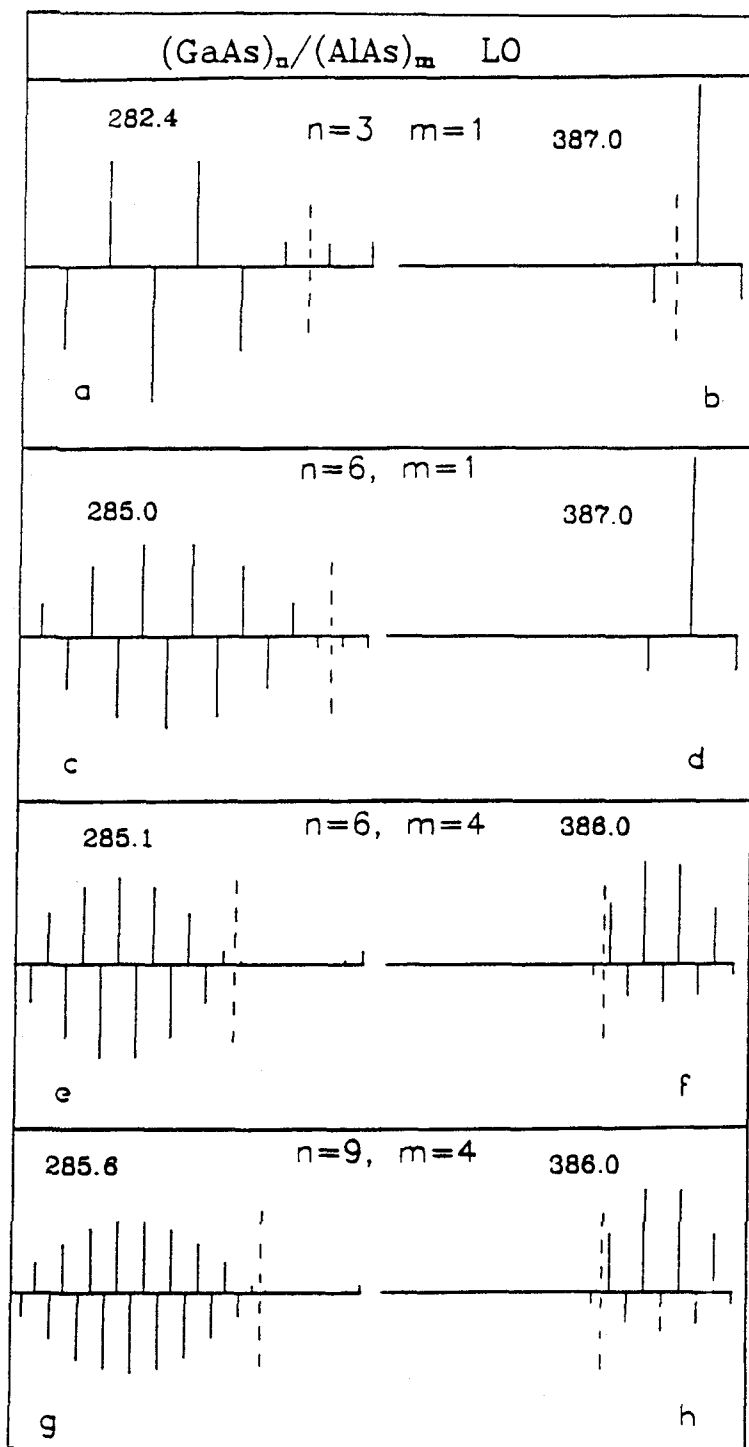 (GaAs)n/(AlAs)m LO
282.4 n=3 m=1 387.0
a b
n=6, m=1
285.0 387.0
c d
n=6, m=4
285.1 386.0
e f
n=9, m=4
285.6 386.0
g h